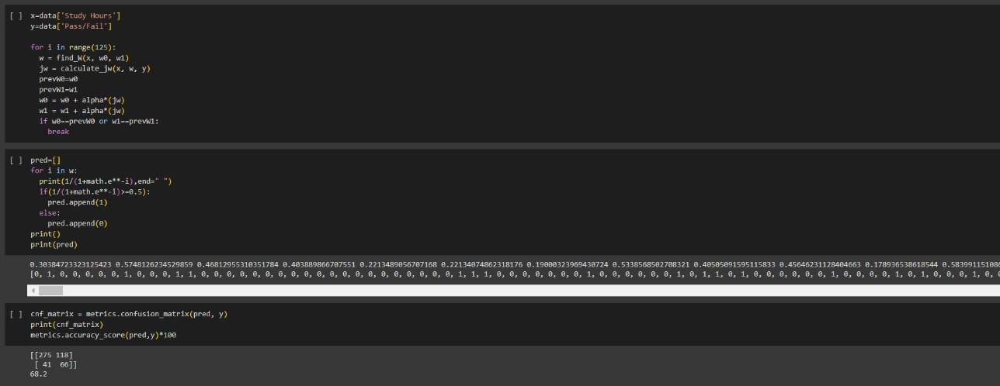 [ ] x=data['Study Hours']
y=data['Pass/Fail']
for i in range(125):
w = find_W(x, w0, w1)
jw = calculate_jw(x, w, y)
prevW0=w0
prevW1=w1
w0 = w0 + alpha*(jw)
w1 = w1 + alpha*(jw)
if w0==prevW0 or w1==prevW1:
break
[ ] pred=[]
for i in w:
print(1/(1+math.e**-i),end=" ")
if(1/(1+math.e**-i)>=0.5):
pred.append(1)
else:
pred.append(0)
print()
print(pred)
0.30384723323125423 0.5748126234529859 0.46812955310351784 0.403889866707551 0.2213489056707168 0.22134074862318176 0.19000323969430724 0.5338568502708321 0.40505091595115833 0.45646231128404663 0.178936538618544 0.58399115108
[0, 1, 0, 0, 0, 0, 0, 1, 0, 0, 0, 1, 1, 0, 0, 0, 0, 0, 0, 0, 0, 0, 0, 0, 0, 0, 0, 0, 0, 0, 0, 1, 1, 1, 0, 0, 0, 0, 0, 0, 0, 1, 0, 0, 0, 0, 0, 0, 0, 1, 0, 1, 1, 0, 1, 0, 0, 0, 0, 0, 0, 1, 0, 0, 0, 0, 1, 0, 1, 0, 0, 0, 1, 0, 0,
[ ] cnf_matrix = metrics.confusion_matrix(pred, y)
print(cnf_matrix)
metrics.accuracy_score(pred,y)*100
[[275 118]
[ 41 66]]
68.2